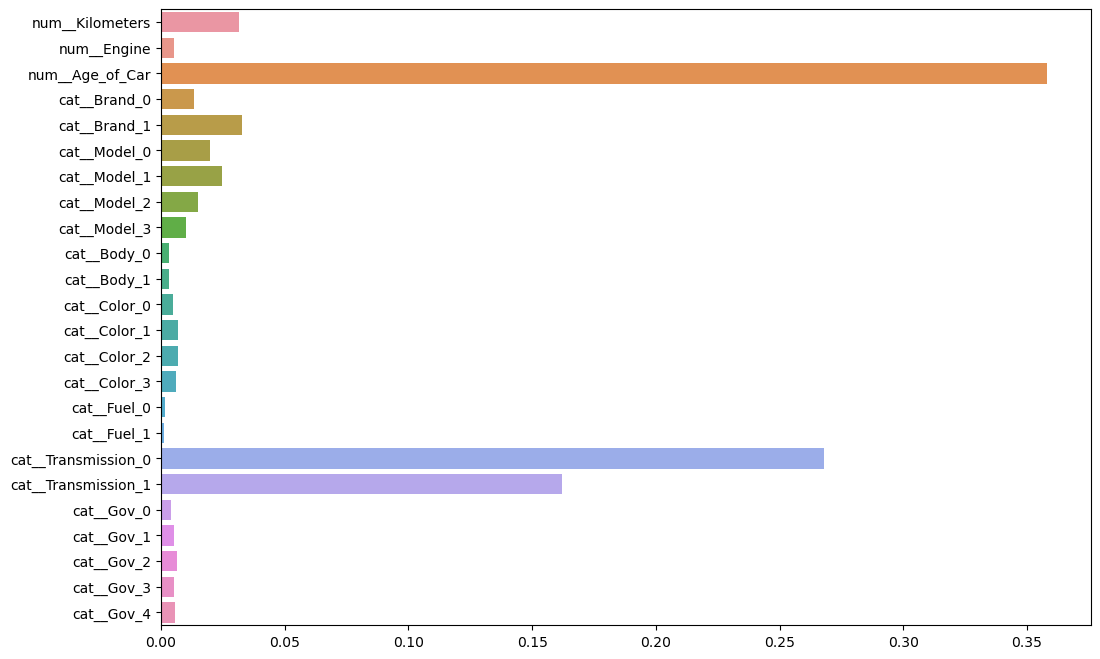 num__Kilometers
num__Engine
num__Age_of_Car
cat__Brand_0
cat__Brand_1
cat__Model_0
cat__Model_1
cat__Model_2
cat__Model_3
cat__Body_0
cat__Body_1
cat__Color_0
cat__Color_1
cat__Color_2
cat__Color_3
cat__Fuel_0
cat__Fuel_1
cat__Transmission_0
cat__Transmission_1
cat__Gov_0
cat__Gov_1
cat__Gov_2
cat__Gov_3
cat__Gov_4
0.00 0.05 0.10 0.15 0.20 0.25 0.30 0.35